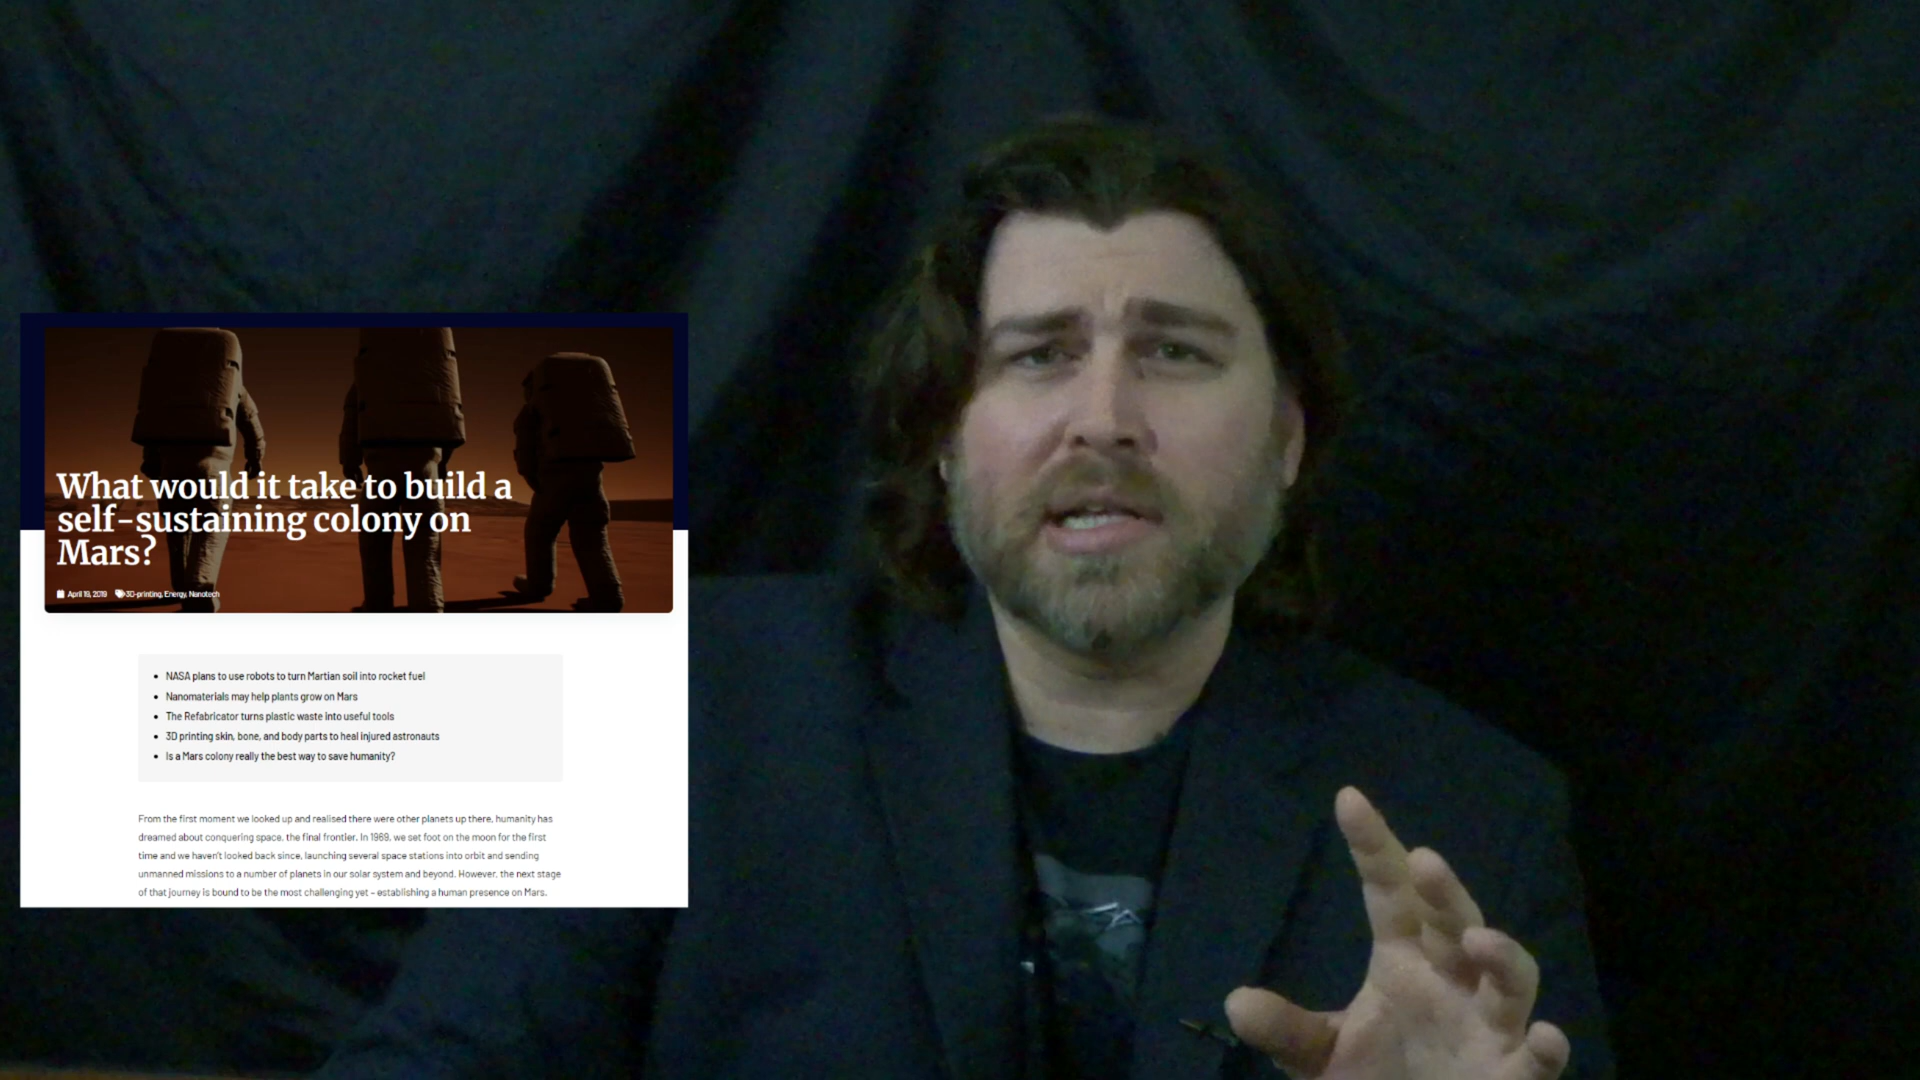 What would it take to build a
self-sustaining colony on
Mars?
April 19, 2019 3D-printing, Energy, Nanotech
NASA plans to use robots to turn Martian soil into rocket fuel
Nanomaterials may help plants grow on Mars
The Refabricator turns plastic waste into useful tools
3D printing skin, bone, and body parts to heal injured astronauts
Is a Mars colony really the best way to save humanity?
From the first moment we looked up and realised there were other planets up there, humanity has
dreamed about conquering space, the final frontier. In 1969, we set foot on the moon for the first
time and we haven't looked back since, launching several space stations into orbit and sending
unmanned missions to a number of planets in our solar system and beyond. However, the next stage
of that journey is bound to be the most challenging yet – establishing a human presence on Mars.